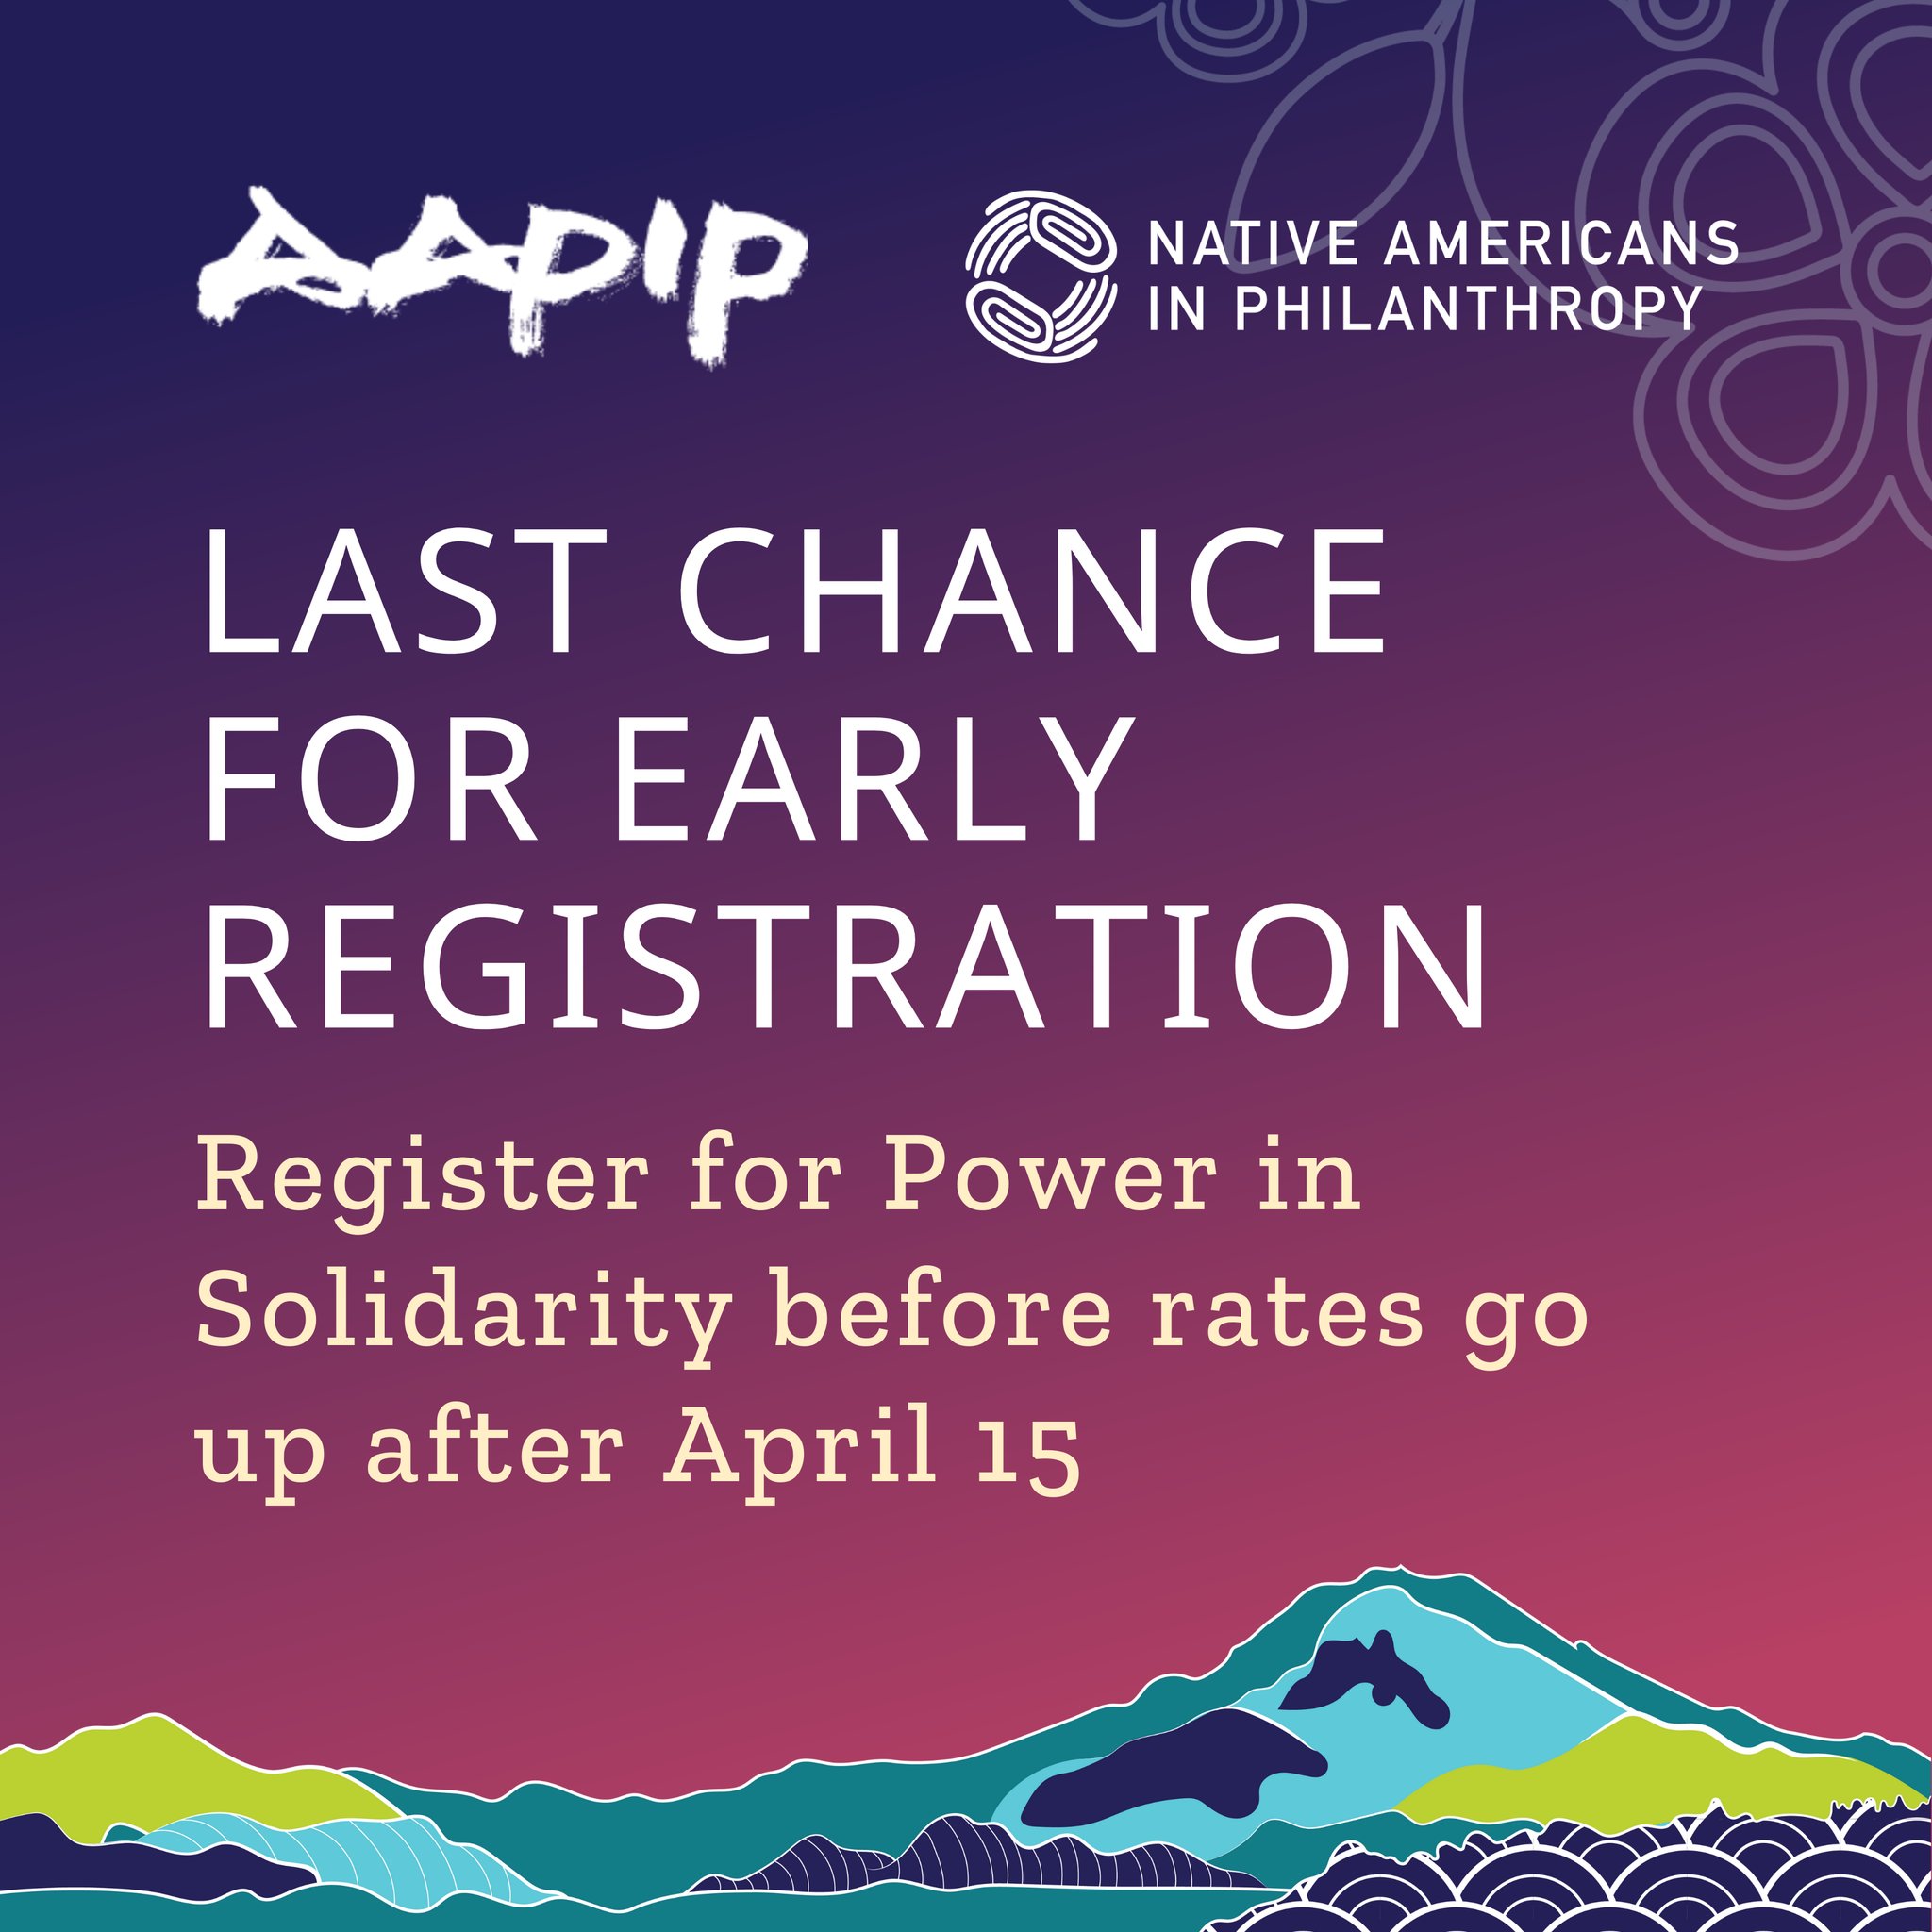 AAPIP
NATIVE AMERICANS
IN PHILANTHROPY
LAST CHANCE
FOR EARLY
REGISTRATION
Register for Power in
Solidarity before rates go
up after April 15